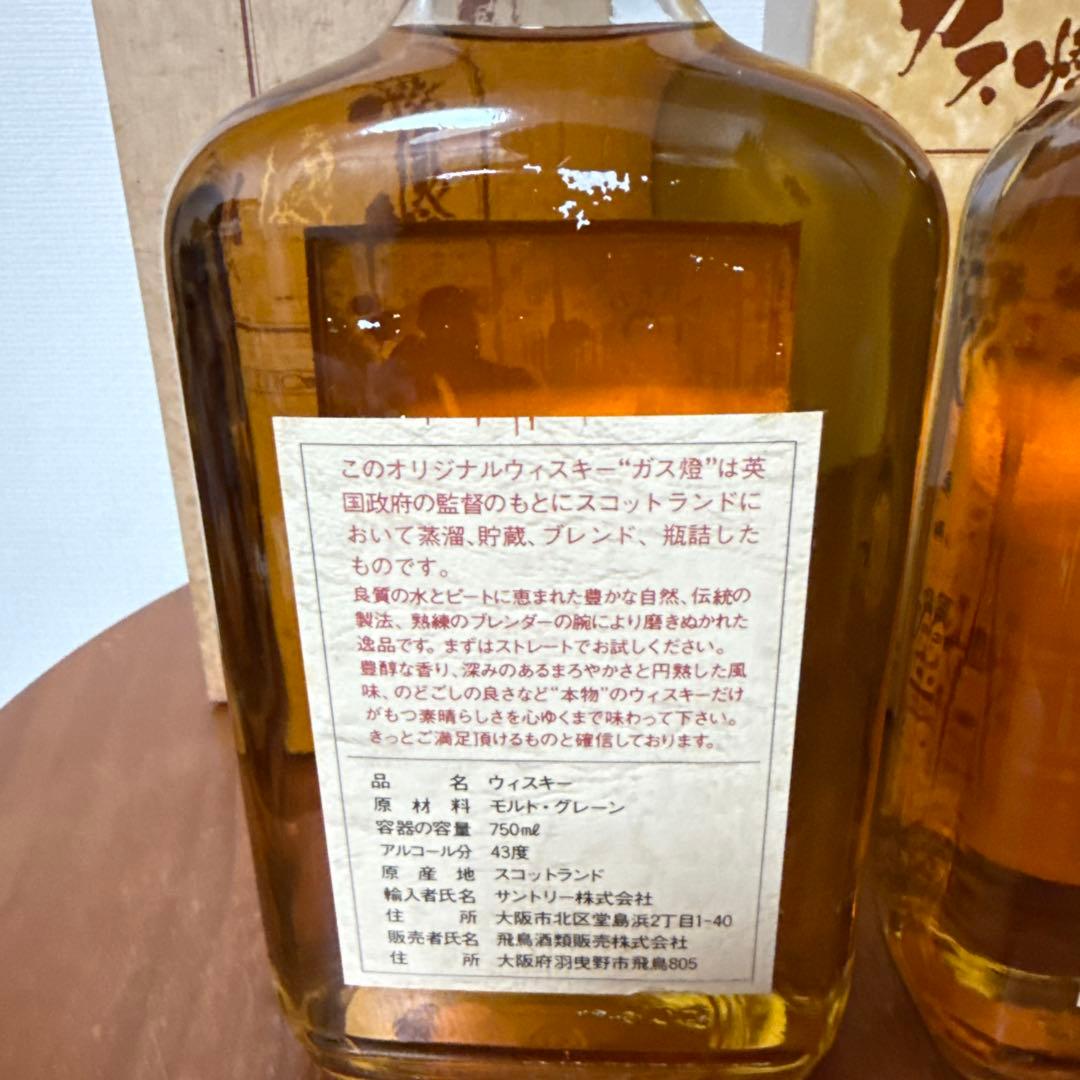 ガス燈
このオリジナルウィスキー“ガス燈”は英
国政府の監督のもとにスコットランドに
おいて蒸溜、貯蔵、ブレンド、瓶詰した
ものです。
良質の水とピートに恵まれた豊かな自然、伝統の
製法、熟練のブレンダーの腕により磨きぬかれた
逸品です。まずはストレートでお試しください。
豊醇な香り、深みのあるまろやかさと円熟した風
味、のどごしの良さなど“本物”のウィスキーだけ
がもつ素晴らしさを心ゆくまで味わって下さい。
きっとご満足頂けるものと確信しております。
品名 ウィスキー
原材料 モルト・グレーン
容器の容量 750㎖
アルコール分 43度
原産地 スコットランド
輸入者氏名 サントリー株式会社
住所 大阪市北区堂島浜2丁目1-40
販売者氏名 飛鳥酒類販売株式会社
住所 大阪府羽曳野市飛鳥805